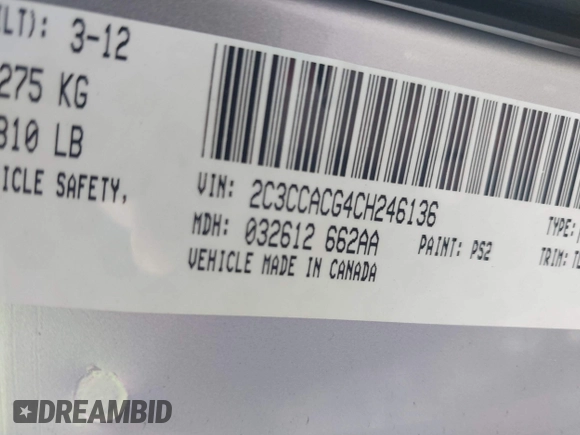 ILT): 3-12
275 KG
810 LB
ICLE SAFETY,
VIN: 2C3CCACG4CH246136
MDH: 032612 662AA
PAINT: PS2
VEHICLE MADE IN CANADA
TYPE:
TRIM:
DREAMBID